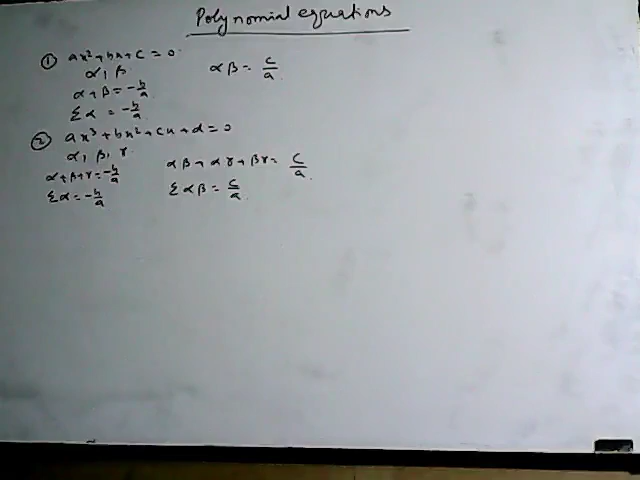 Polynomial equations
① ax²+bx+c=0
α, β αβ = c/a
α+β = -b/a
Σα = -b/a
② ax³+bx²+cx+d=0
α, β, γ
α+β+γ=-b/a αβ+αγ+βγ= c/a
Σα=-b/a Σαβ = c/a